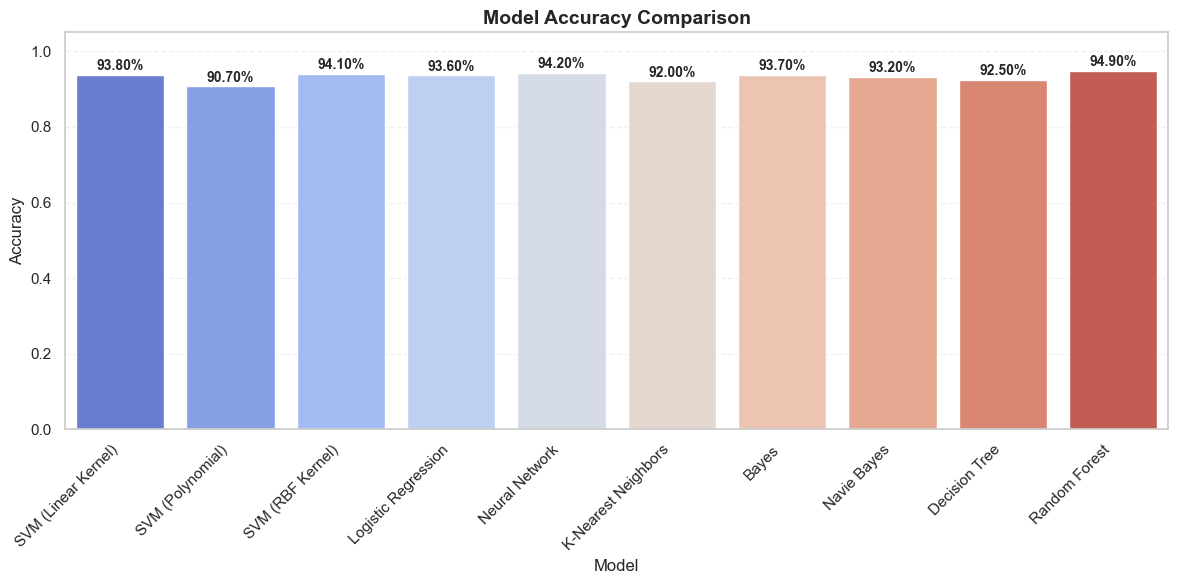 Model Accuracy Comparison
Accuracy
1.0
0.8
0.6
0.4
0.2
0.0
93.80%
90.70%
94.10%
93.60%
94.20%
92.00%
93.70%
93.20%
92.50%
94.90%
SVM (Linear Kernel)
SVM (Polynomial)
SVM (RBF Kernel)
Logistic Regression
Neural Network
K-Nearest Neighbors
Bayes
Navie Bayes
Decision Tree
Random Forest
Model